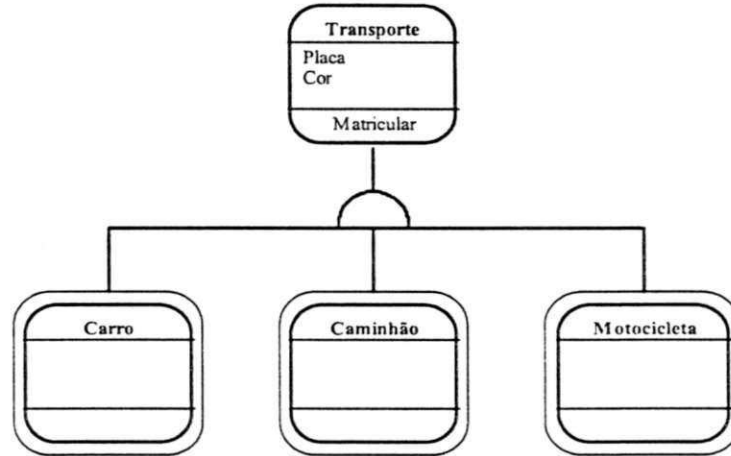 Transporte
Placa
Cor
Matricular
Carro
Caminhão
Motocicleta